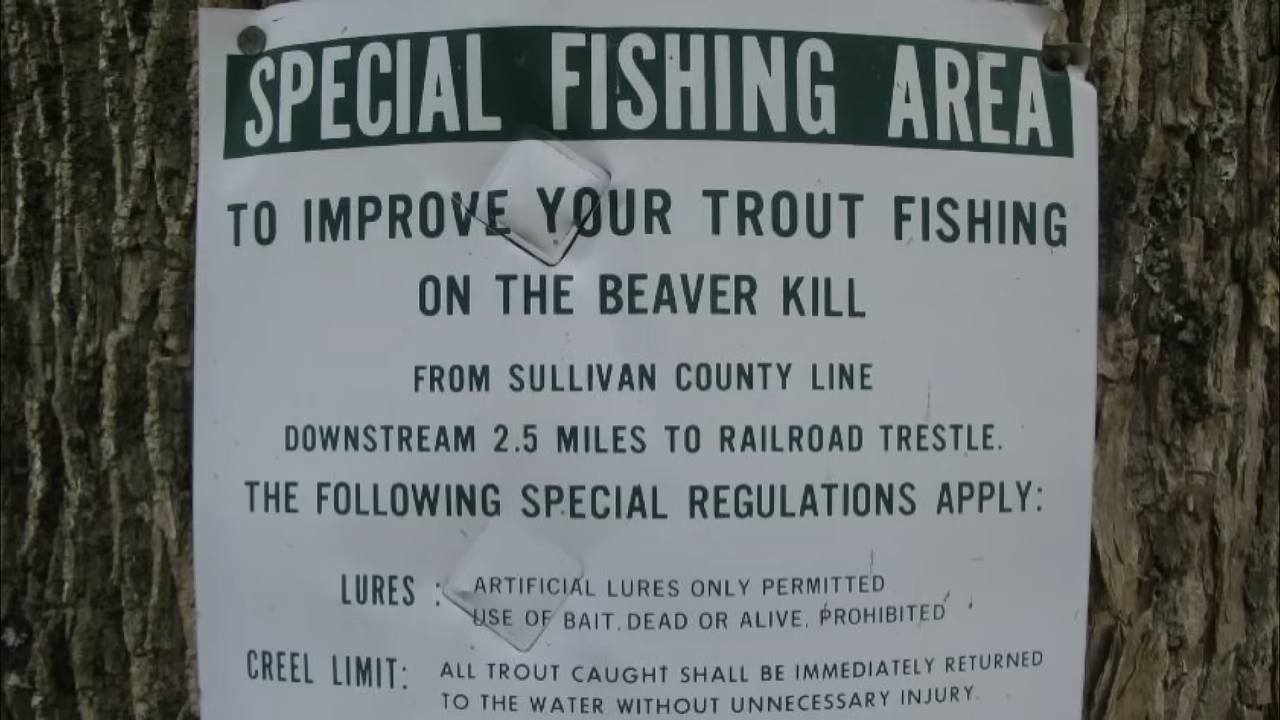 SPECIAL FISHING AREA
TO IMPROVE YOUR TROUT FISHING
ON THE BEAVER KILL
FROM SULLIVAN COUNTY LINE
DOWNSTREAM 2.5 MILES TO RAILROAD TRESTLE.
THE FOLLOWING SPECIAL REGULATIONS APPLY:
LURES : ARTIFICIAL LURES ONLY PERMITTED
USE OF BAIT, DEAD OR ALIVE, PROHIBITED
CREEL LIMIT: ALL TROUT CAUGHT SHALL BE IMMEDIATELY RETURNED
TO THE WATER WITHOUT UNNECESSARY INJURY.